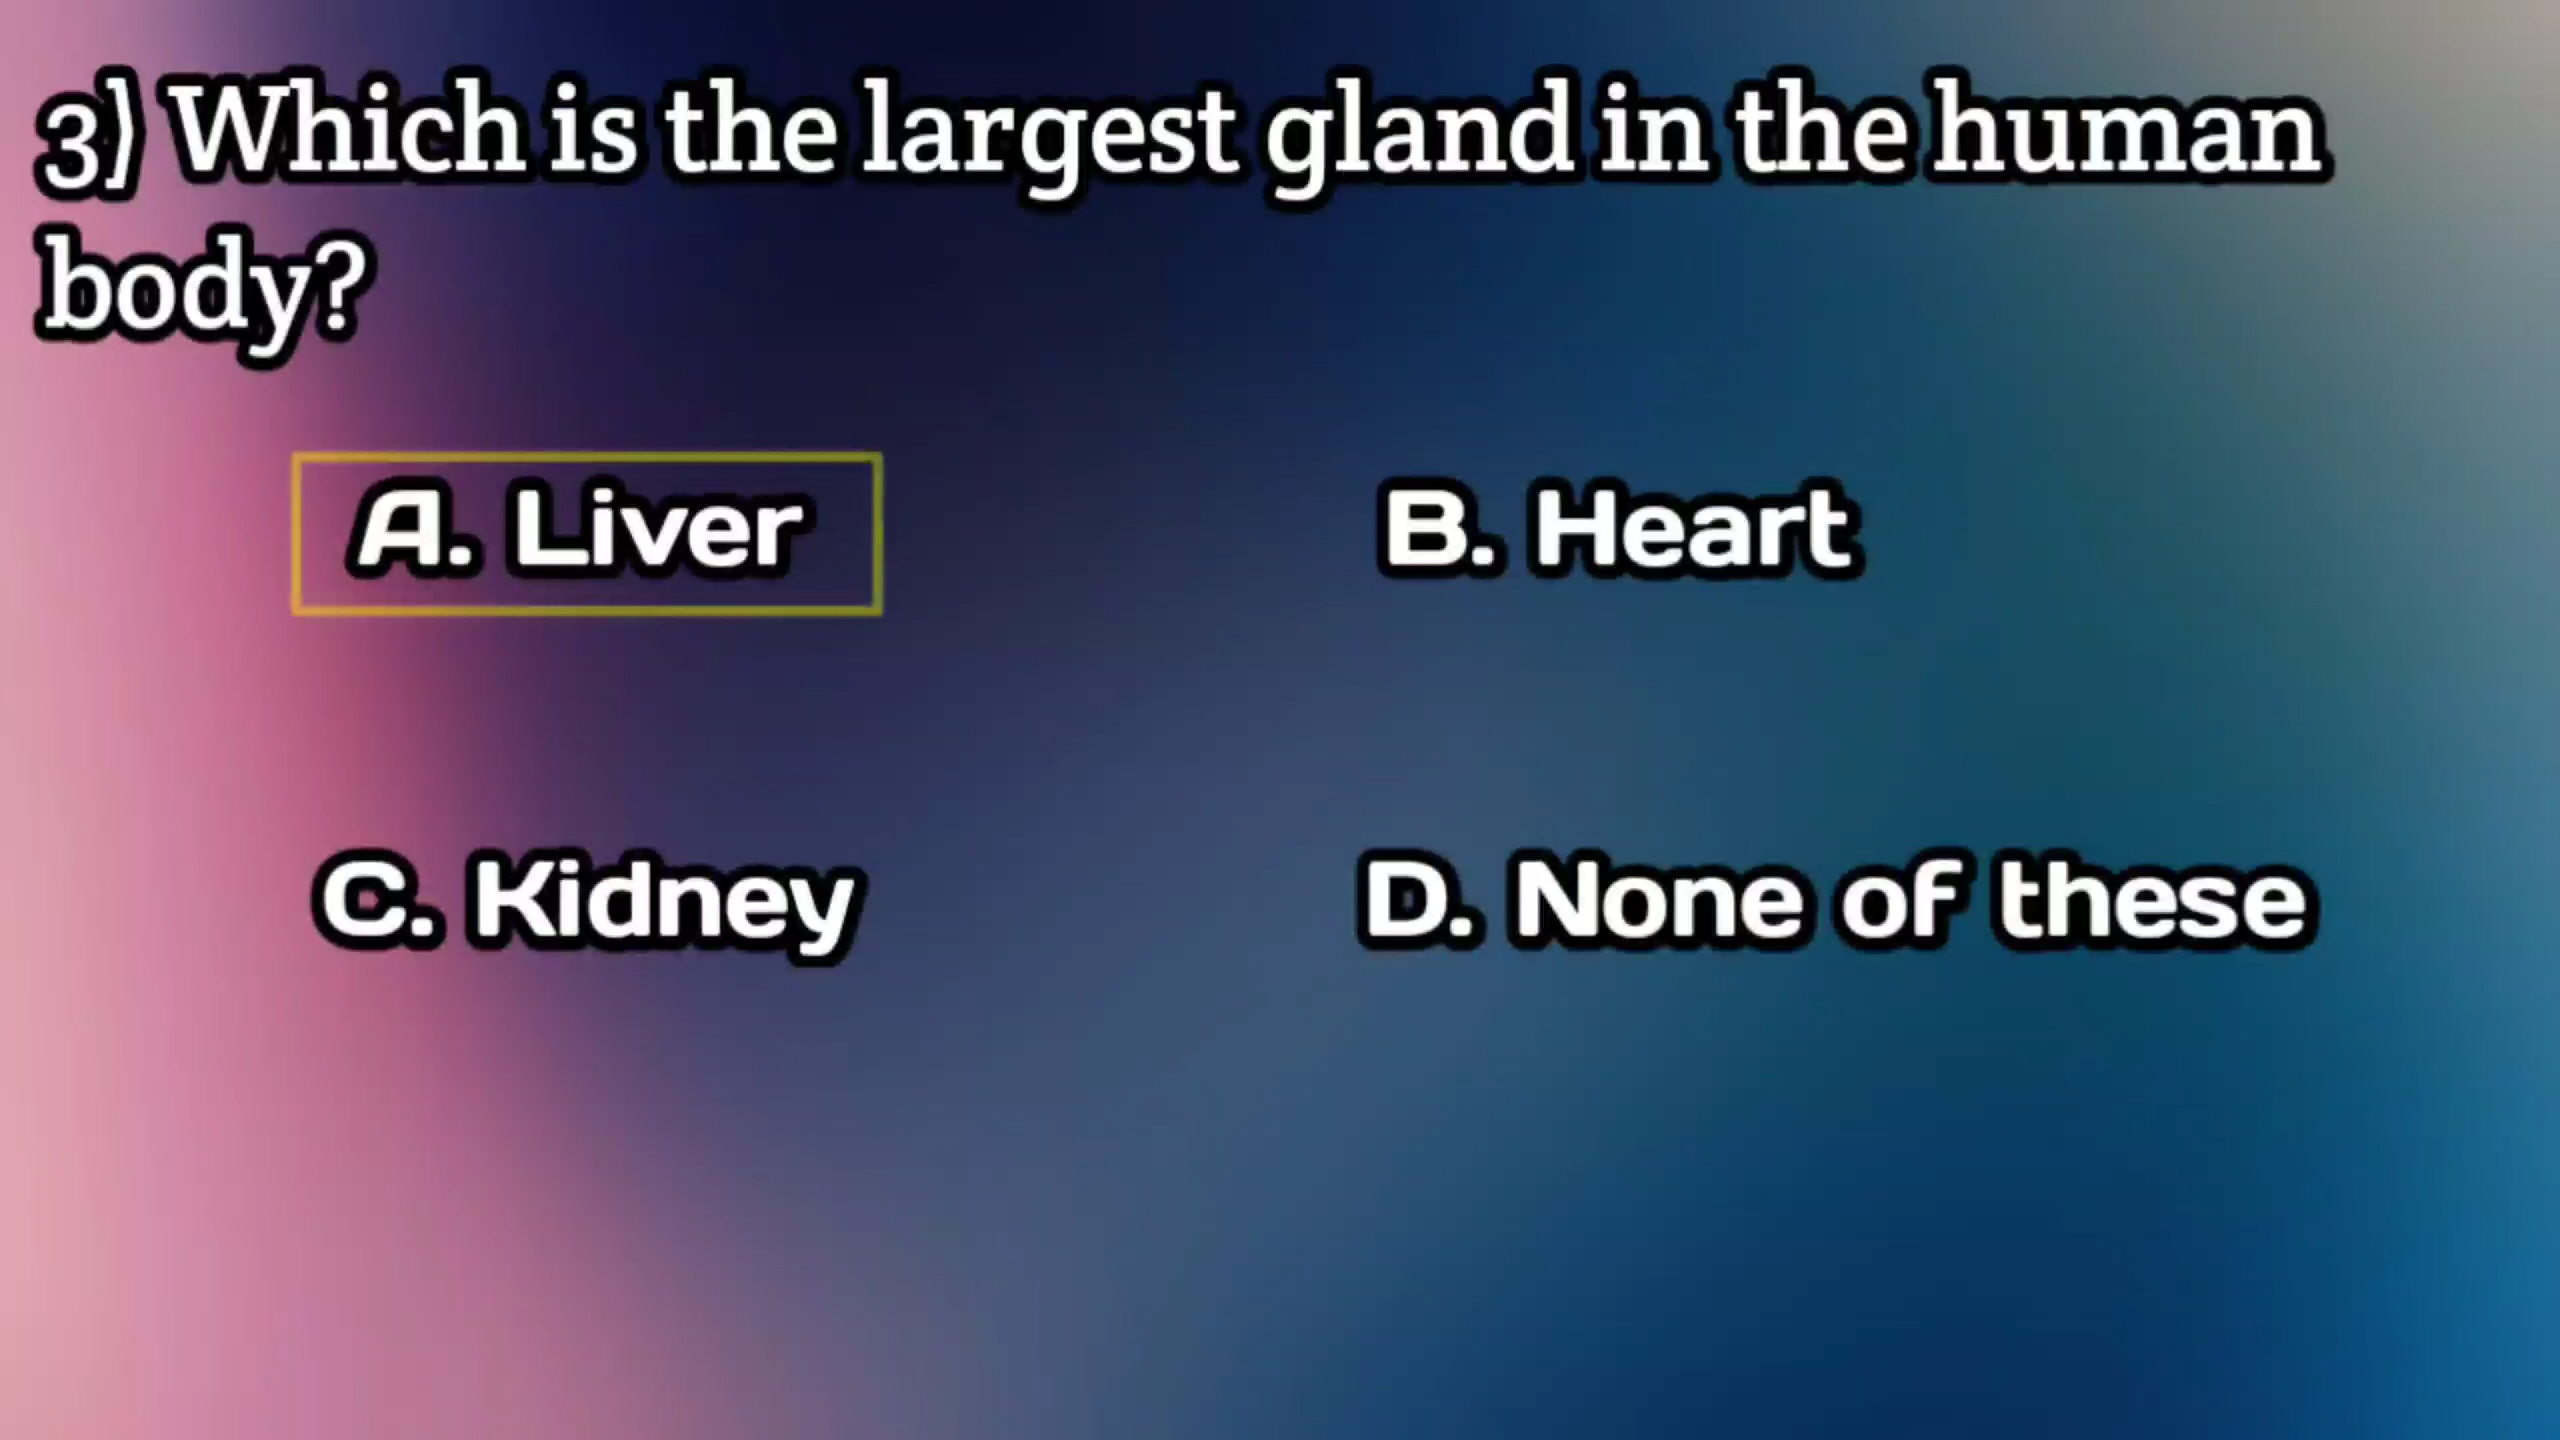 3) Which is the largest gland in the human
body?
A. Liver
B. Heart
C. Kidney
D. None of these